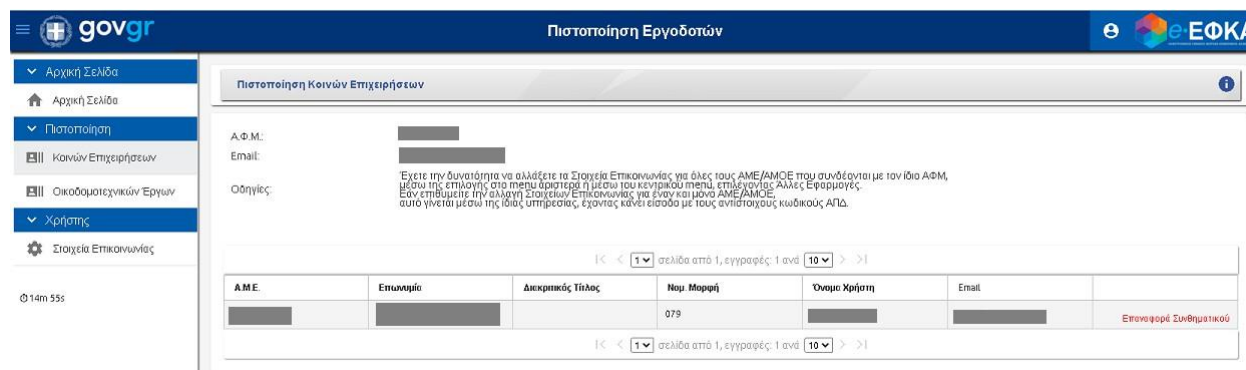 govgr
Πιστοποίηση Εργοδοτών
e-ΕΦΚΑ
Αρχική Σελίδα
Αρχική Σελίδα
Πιστοποίηση
Κοινών Επιχειρήσεων
Οικοδομοτεχνικών Έργων
Χρήστης
Στοιχεία Επικοινωνίας
14m 55s
Πιστοποίηση Κοινών Επιχειρήσεων
Α.Φ.Μ.:
Email:
Οδηγίες:
Έχετε την δυνατότητα να αλλάξετε τα Στοιχεία Επικοινωνίας για όλες τους ΑΜΕ/ΑΜΟΕ που συνδέονται με τον ίδιο ΑΦΜ,
μέσω της επιλογής στο menu αριστερά ή μέσω του κεντρικού menu, επιλέγοντας Άλλες Εφαρμογές.
Εάν επιθυμείτε την αλλαγή Στοιχείων Επικοινωνίας για έναν και μόνο ΑΜΕ/ΑΜΟΕ,
αυτό γίνεται μέσω της ίδιας υπηρεσίας, έχοντας κάνει είσοδο με τους αντίστοιχους κωδικούς ΑΠΔ.
1 σελίδα από 1, εγγραφές: 1 ανά 10
Α.Μ.Ε. Επωνυμία Διακριτικός Τίτλος Νομ. Μορφή Όνομα Χρήστη Email
079 Επαναφορά Συνθηματικού
1 σελίδα από 1, εγγραφές: 1 ανά 10